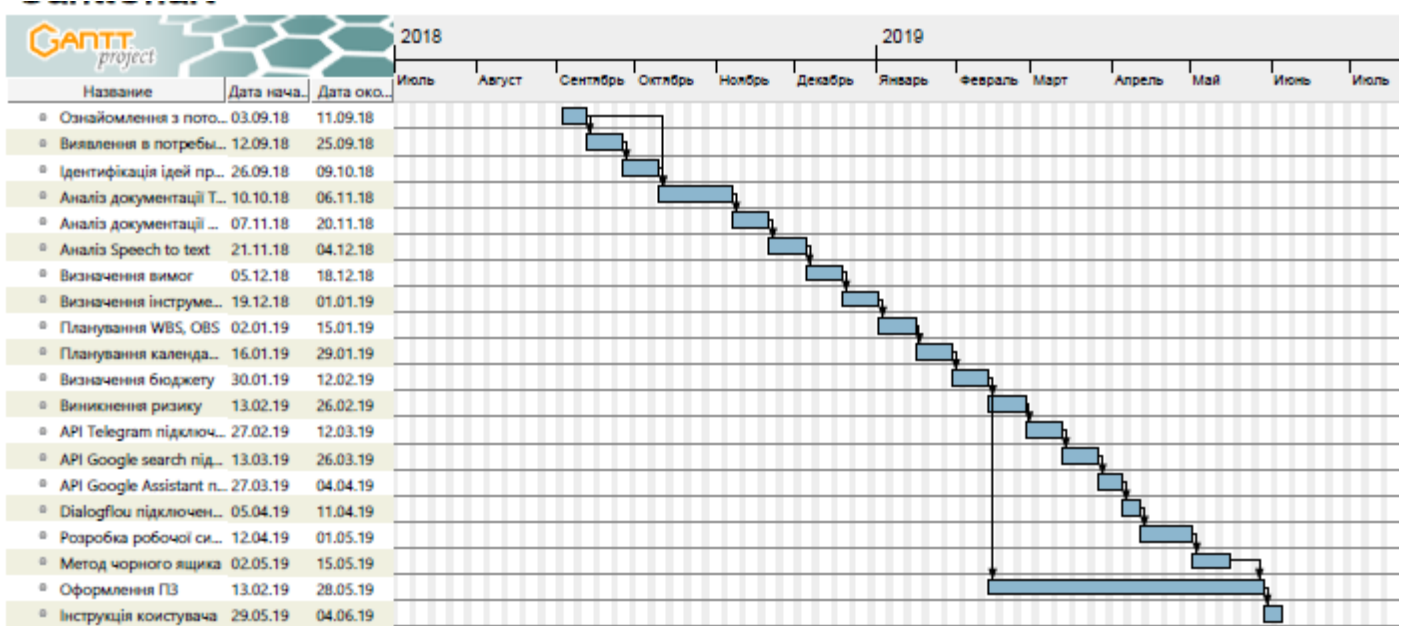 GANTT
project
2018
2019
Июль Август Сентябрь Октябрь Ноябрь Декабрь Январь Февраль Март Апрель Май Июнь Июль
Название Дата нача... Дата око...
Ознайомлення з пото... 03.09.18 11.09.18
Виявлення в потребы... 12.09.18 25.09.18
Ідентифікація ідей пр... 26.09.18 09.10.18
Аналіз документації Т... 10.10.18 06.11.18
Аналіз документації ... 07.11.18 20.11.18
Аналіз Speech to text 21.11.18 04.12.18
Визначення вимог 05.12.18 18.12.18
Визначення інструме... 19.12.18 01.01.19
Планування WBS, OBS 02.01.19 15.01.19
Планування календа... 16.01.19 29.01.19
Визначення бюджету 30.01.19 12.02.19
Виникнення ризику 13.02.19 26.02.19
API Telegram підключ... 27.02.19 12.03.19
API Google search під... 13.03.19 26.03.19
API Google Assistant п... 27.03.19 04.04.19
Dialogflou підключен... 05.04.19 11.04.19
Розробка робочої си... 12.04.19 01.05.19
Метод чорного ящика 02.05.19 15.05.19
Оформлення ПЗ 13.02.19 28.05.19
Інструкція коистувача 29.05.19 04.06.19